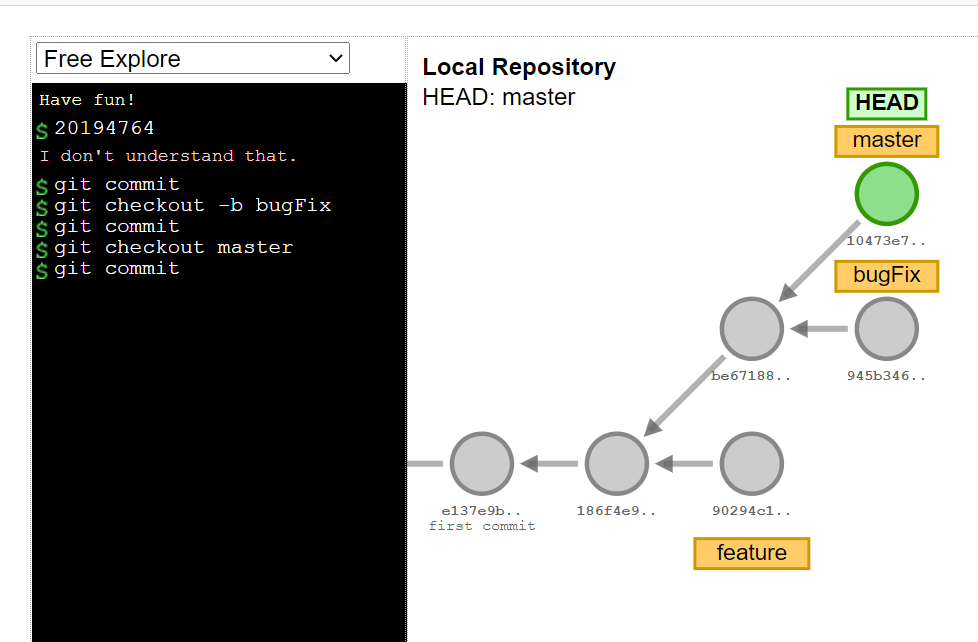 Free Explore
Have fun!
$ 20194764
I don't understand that.
$ git commit
$ git checkout -b bugFix
$ git commit
$ git checkout master
$ git commit
Local Repository
HEAD: master
HEAD
master
10473e7..
bugFix
be67188..
945b346..
e137e9b..
first commit
186f4e9..
90294c1..
feature